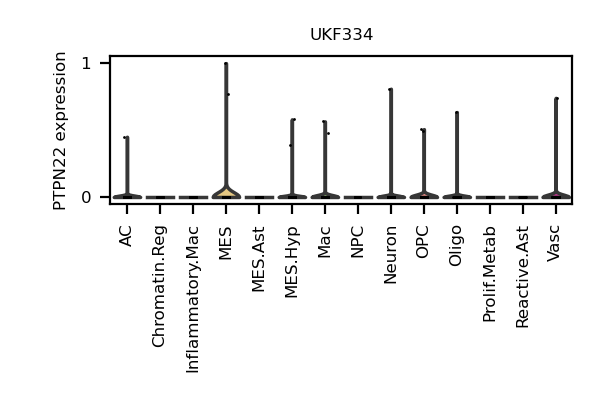 UKF334
PTPN22 expression
1
0
AC
Chromatin.Reg
Inflammatory.Mac
MES
MES.Ast
MES.Hyp
Mac
NPC
Neuron
OPC
Oligo
Prolif.Metab
Reactive.Ast
Vasc